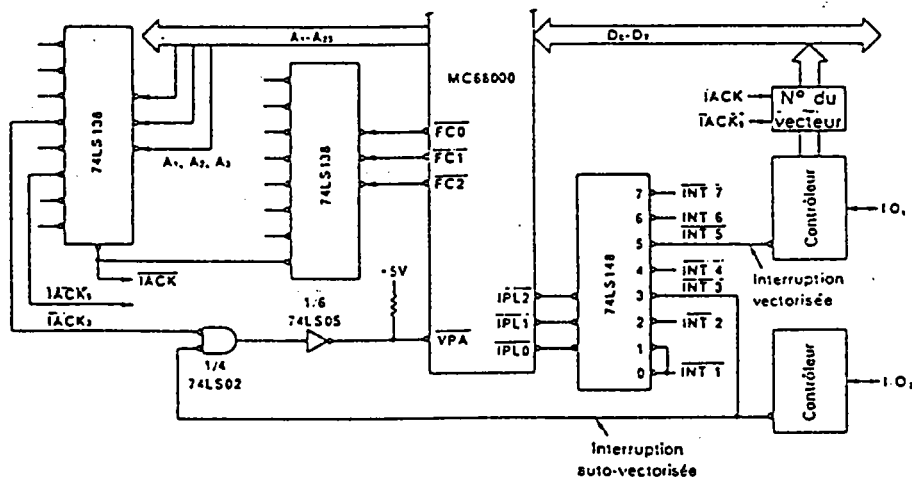 A₁-A₂₃
D₀-D₇
MC68000
74LS138
A₁, A₂, A₃
74LS138
FC0
FC1
FC2
IACK
IACK₅
N° du
vecteur
74LS148
7
6
5
4
3
2
1
0
INT 7
INT 6
INT 5
INT 4
INT 3
INT 2
INT 1
Contrôleur
I.O₁
Interruption
vectorisée
IACK
IACK₅
IACK₃
+5V
1/6
74LS05
VPA
IPL2
IPL1
IPL0
1/4
74LS02
Contrôleur
I.O₂
Interruption
auto-vectorisée